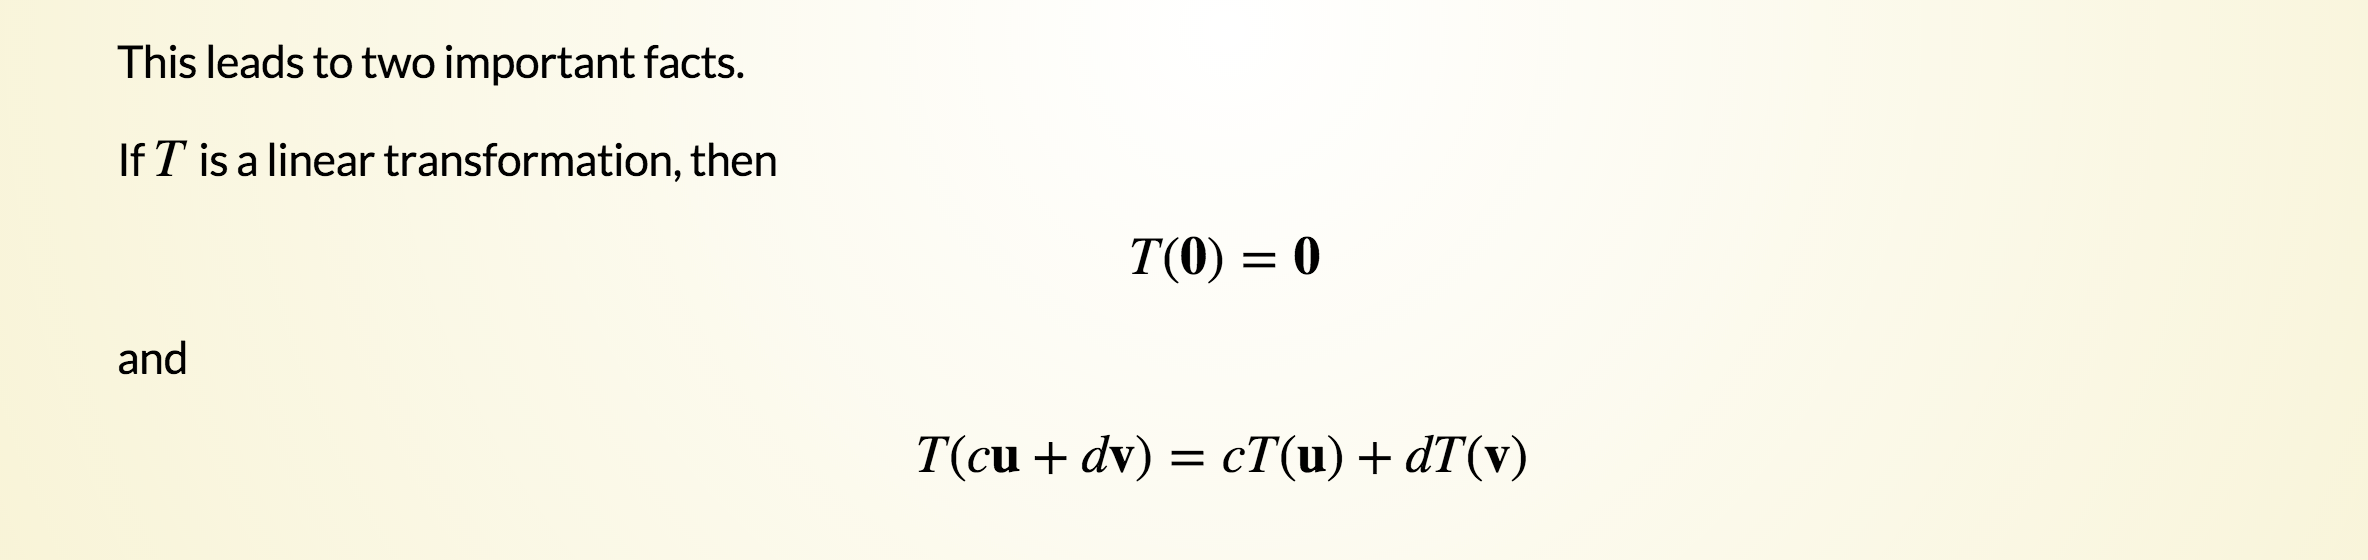 This leads to two important facts.
If T is a linear transformation, then
T(0) = 0
and
T(cu + dv) = cT(u) + dT(v)